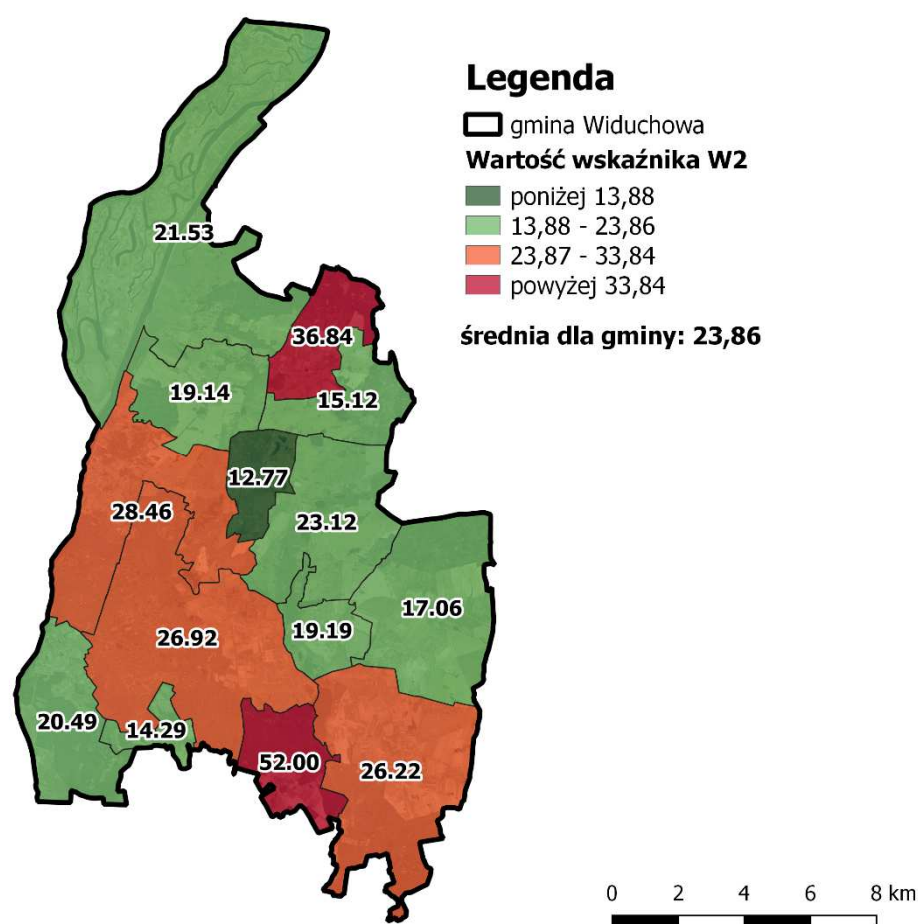 Legenda
gmina Widuchowa
Wartość wskaźnika W2
poniżej 13,88
13,88 - 23,86
23,87 - 33,84
powyżej 33,84
średnia dla gminy: 23,86
21.53
36.84
19.14
15.12
12.77
28.46
23.12
17.06
26.92
19.19
20.49
14.29
52.00
26.22
0 2 4 6 8 km